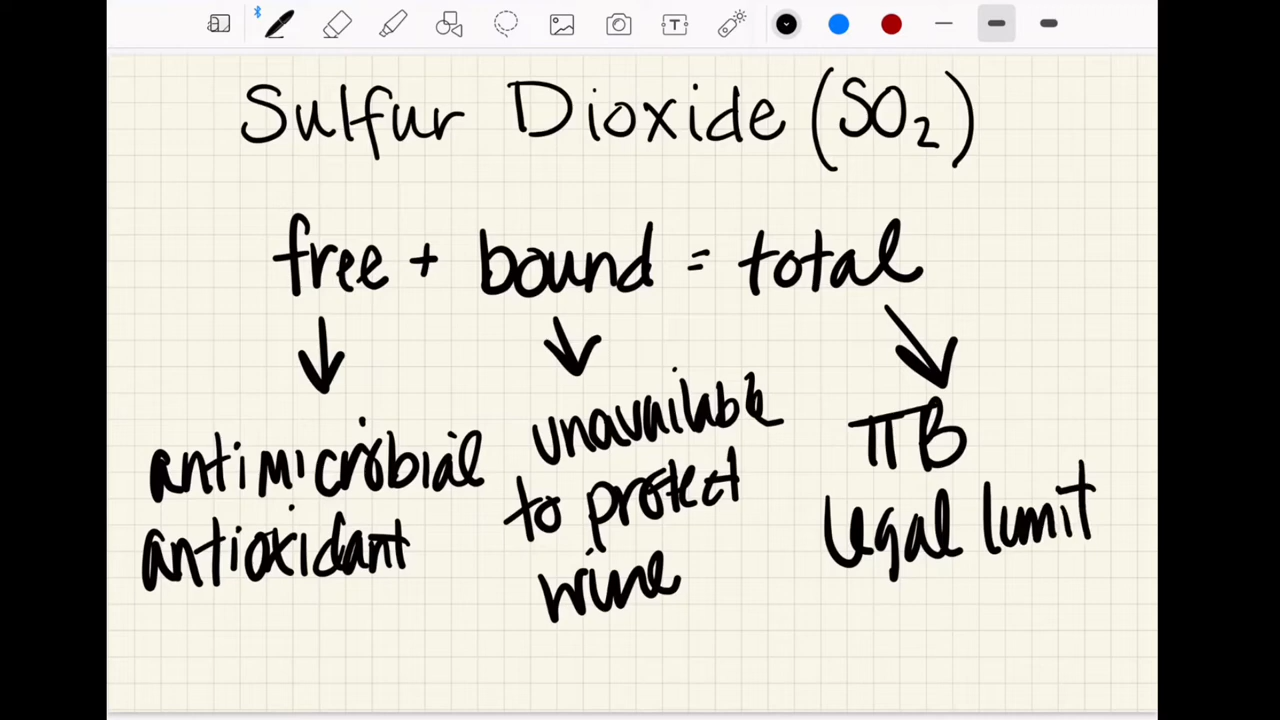 Sulfur Dioxide (SO₂)
free + bound = total
antimicrobial
antioxidant
unavailable
to protect
wine
TTB
legal limit